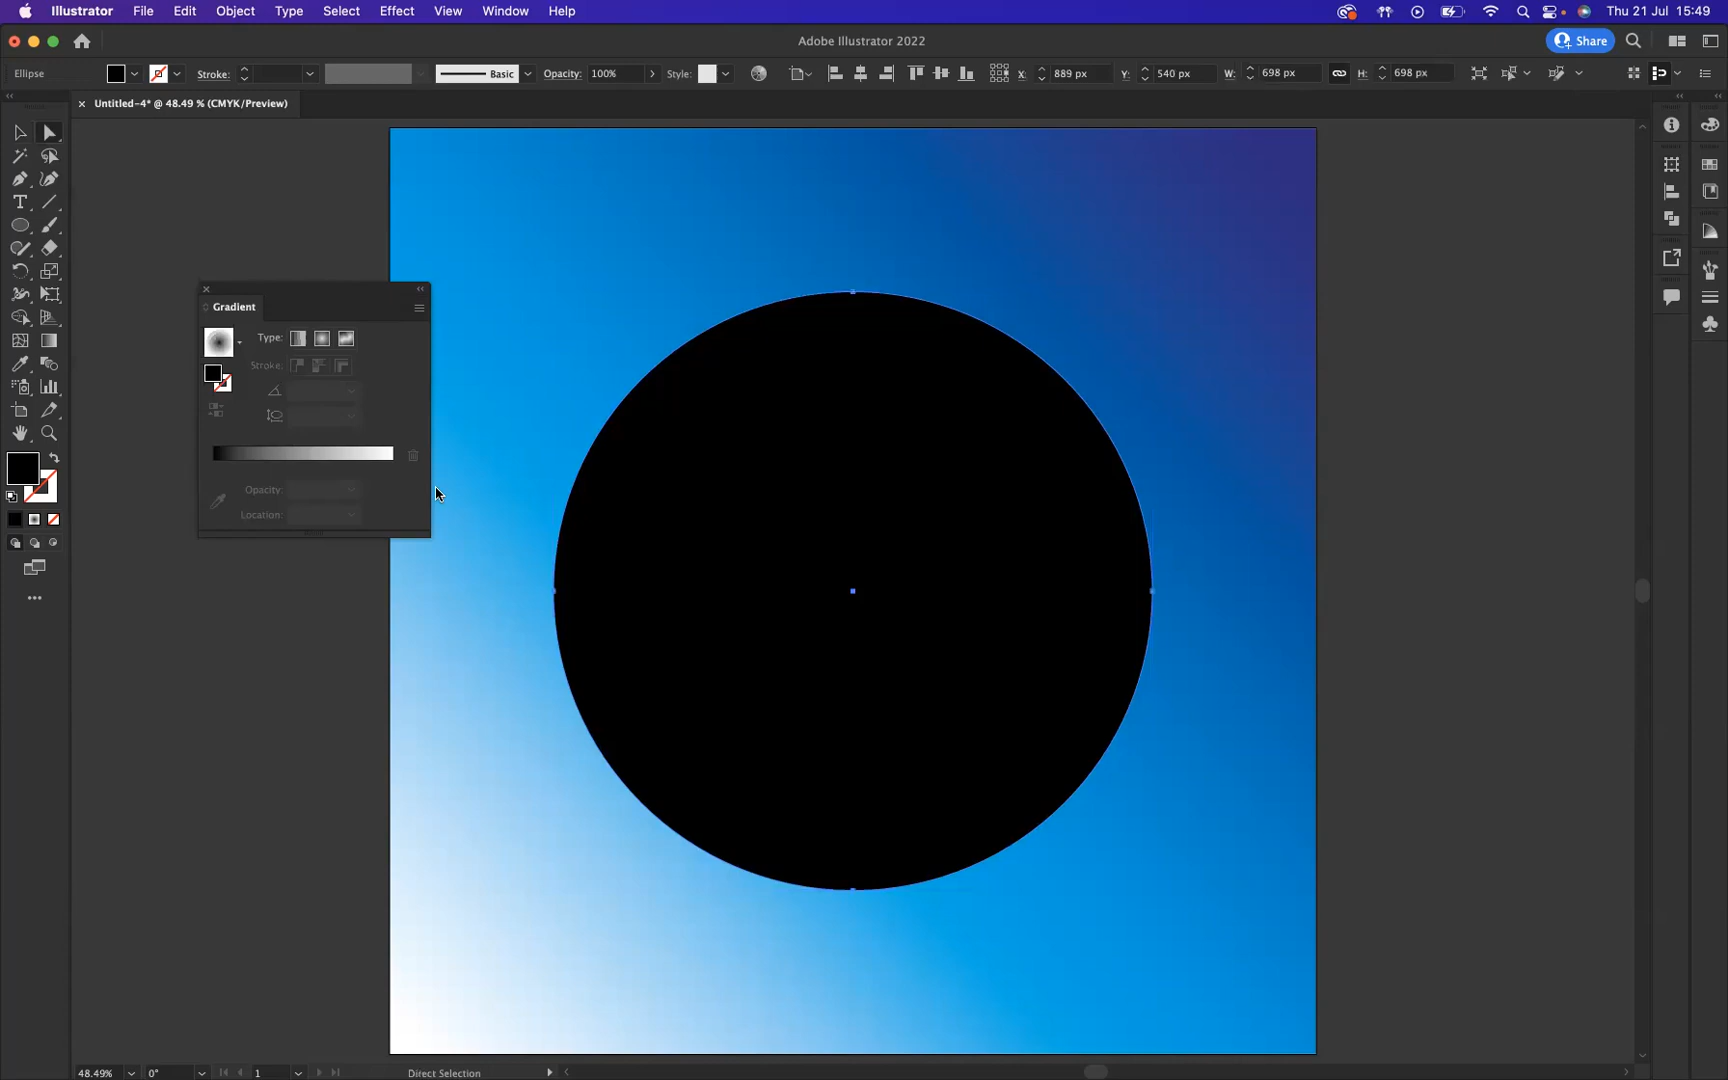 Illustrator File Edit Object Type Select Effect View Window Help Thu 21 Jul 15:49
Adobe Illustrator 2022 Share
Ellipse Stroke: Basic Opacity: 100% Style: X: 889 px Y: 540 px W: 698 px H: 698 px
× Untitled-4* @ 48.49 % (CMYK/Preview)
Gradient
Type:
Stroke:
Opacity:
Location:
48.49% 0° 1 Direct Selection